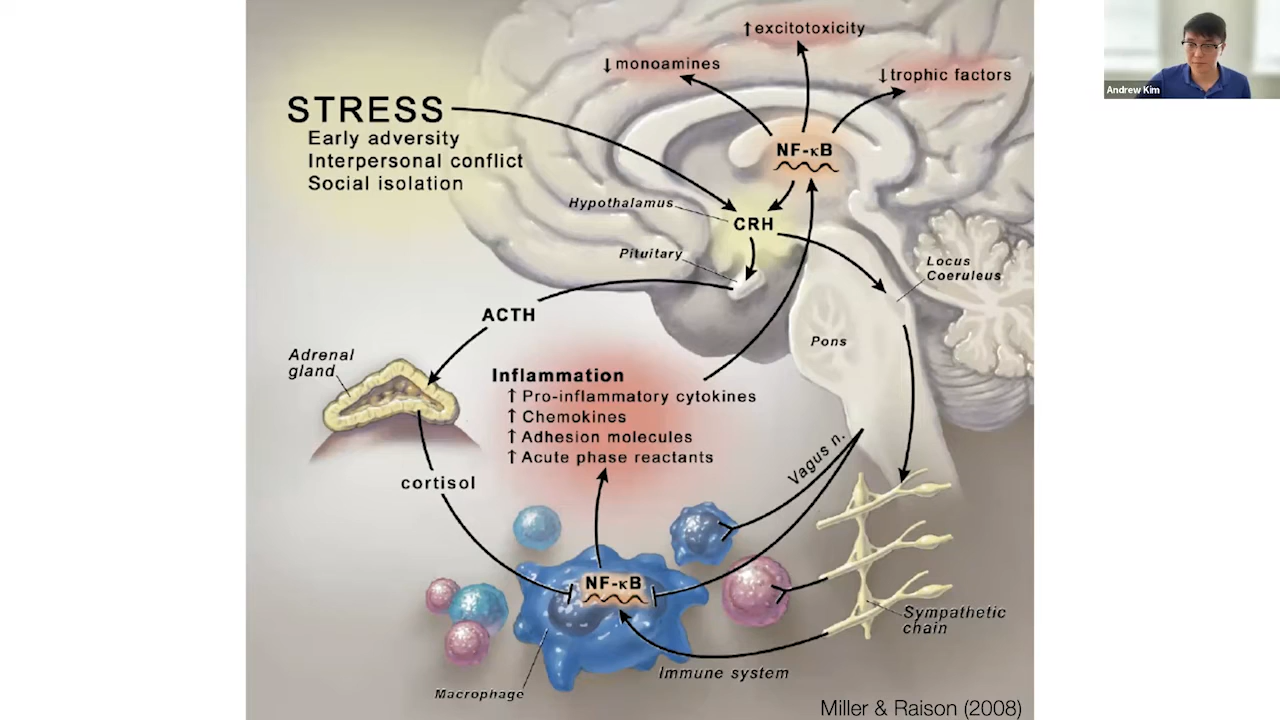 ↑excitotoxicity
↓monoamines
↓trophic factors
STRESS
Early adversity
Interpersonal conflict
Social isolation
NF-κB
Hypothalamus
CRH
Pituitary
Locus
Coeruleus
ACTH
Pons
Adrenal
gland
Inflammation
↑ Pro-inflammatory cytokines
↑ Chemokines
↑ Adhesion molecules
↑ Acute phase reactants
Vagus n.
cortisol
NF-κB
Sympathetic
chain
Immune system
Macrophage
Miller & Raison (2008)
Andrew Kim